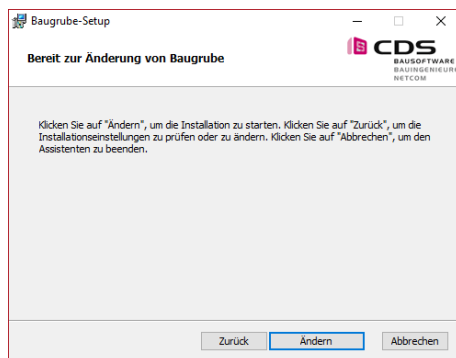 Baugrube-Setup
Bereit zur Änderung von Baugrube
CDS
BAUSOFTWARE
BAUINGENIEURE
NETCOM
Klicken Sie auf "Ändern", um die Installation zu starten. Klicken Sie auf "Zurück", um die
Installationseinstellungen zu prüfen oder zu ändern. Klicken Sie auf "Abbrechen", um den
Assistenten zu beenden.
Zurück Ändern Abbrechen